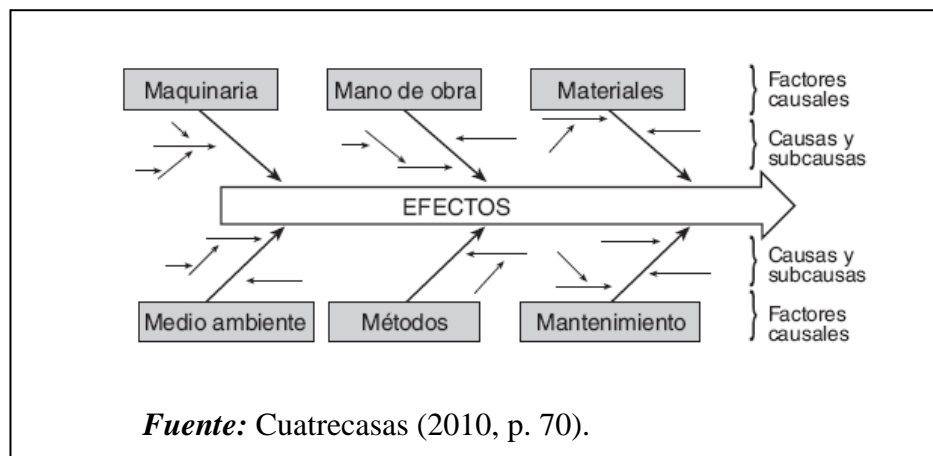 Maquinaria
Mano de obra
Materiales
Factores
causales
Causas y
subcausas
EFECTOS
Causas y
subcausas
Medio ambiente
Métodos
Mantenimiento
Factores
causales
Fuente: Cuatrecasas (2010, p. 70).